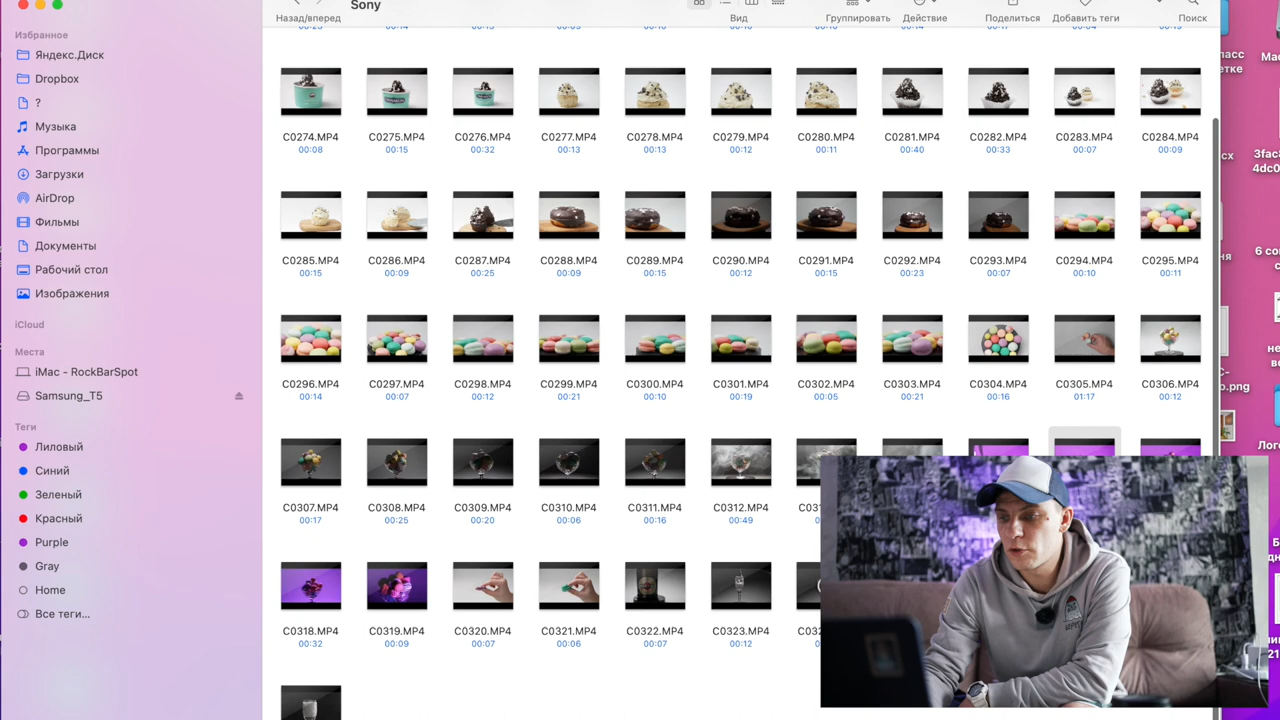 Sony
Назад/вперед
Вид
Группировать
Действие
Поделиться
Добавить теги
Поиск
Избранное
Яндекс.Диск
Dropbox
?
Музыка
Программы
Загрузки
AirDrop
Фильмы
Документы
Рабочий стол
Изображения
iCloud
Места
iMac - RockBarSpot
Samsung_T5
Теги
Лиловый
Синий
Зеленый
Красный
Purple
Gray
Home
Все теги...
C0274.MP4 C0275.MP4 C0276.MP4 C0277.MP4 C0278.MP4 C0279.MP4 C0280.MP4 C0281.MP4 C0282.MP4 C0283.MP4 C0284.MP4
00:08 00:15 00:32 00:13 00:13 00:12 00:11 00:40 00:33 00:07 00:09
C0285.MP4 C0286.MP4 C0287.MP4 C0288.MP4 C0289.MP4 C0290.MP4 C0291.MP4 C0292.MP4 C0293.MP4 C0294.MP4 C0295.MP4
00:15 00:09 00:25 00:09 00:15 00:12 00:15 00:23 00:07 00:10 00:11
C0296.MP4 C0297.MP4 C0298.MP4 C0299.MP4 C0300.MP4 C0301.MP4 C0302.MP4 C0303.MP4 C0304.MP4 C0305.MP4 C0306.MP4
00:14 00:07 00:12 00:21 00:10 00:19 00:05 00:21 00:16 01:17 00:12
C0307.MP4 C0308.MP4 C0309.MP4 C0310.MP4 C0311.MP4 C0312.MP4
00:17 00:25 00:20 00:06 00:16 00:49
C0318.MP4 C0319.MP4 C0320.MP4 C0321.MP4 C0322.MP4 C0323.MP4
00:32 00:09 00:07 00:06 00:07 00:12